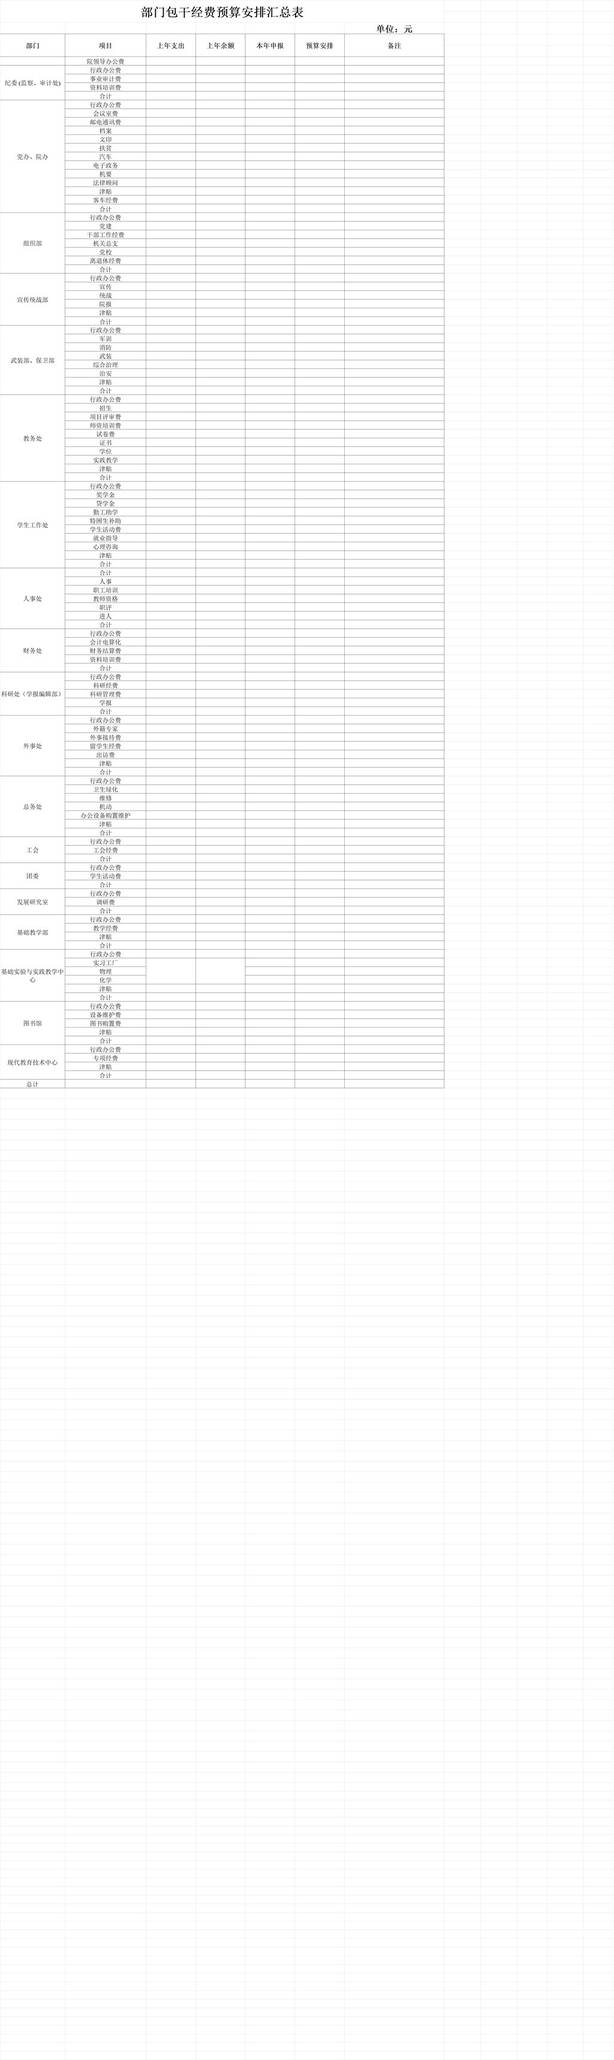 部门包干经费预算安排汇总表
单位：元
部门 项目 上年支出 上年余额 本年申报 预算安排 备注
院领导办公费
纪委(监察、审计处)
行政办公费
事业审计费
资料培训费
合计
党办、院办
行政办公费
会议室费
邮电通讯费
档案
文印
扶贫
汽车
电子政务
机要
法律顾问
津贴
客车经费
合计
组织部
行政办公费
党建
干部工作经费
机关总支
党校
离退休经费
合计
宣传统战部
行政办公费
宣传
统战
院报
津贴
合计
武装部、保卫部
行政办公费
军训
消防
武装
综合治理
治安
津贴
合计
教务处
行政办公费
招生
项目评审费
师资培训费
试卷费
证书
学位
实践教学
津贴
合计
学生工作处
行政办公费
奖学金
贷学金
勤工助学
特困生补助
学生活动费
就业指导
心理咨询
津贴
合计
人事处
合计
人事
职工培训
教师资格
职评
进人
合计
财务处
行政办公费
会计电算化
财务结算费
资料培训费
合计
科研处（学报编辑部）
行政办公费
科研经费
科研管理费
学报
合计
外事处
行政办公费
外籍专家
外事接待费
留学生经费
出访费
津贴
合计
总务处
行政办公费
卫生绿化
维修
机动
办公设备购置维护
津贴
合计
工会
行政办公费
工会经费
合计
团委
行政办公费
学生活动费
合计
发展研究室
行政办公费
调研费
合计
基础教学部
行政办公费
教学经费
津贴
合计
基础实验与实践教学中
心
行政办公费
实习工厂
物理
化学
津贴
合计
图书馆
行政办公费
设备维护费
图书购置费
津贴
合计
现代教育技术中心
行政办公费
专项经费
津贴
合计
总计